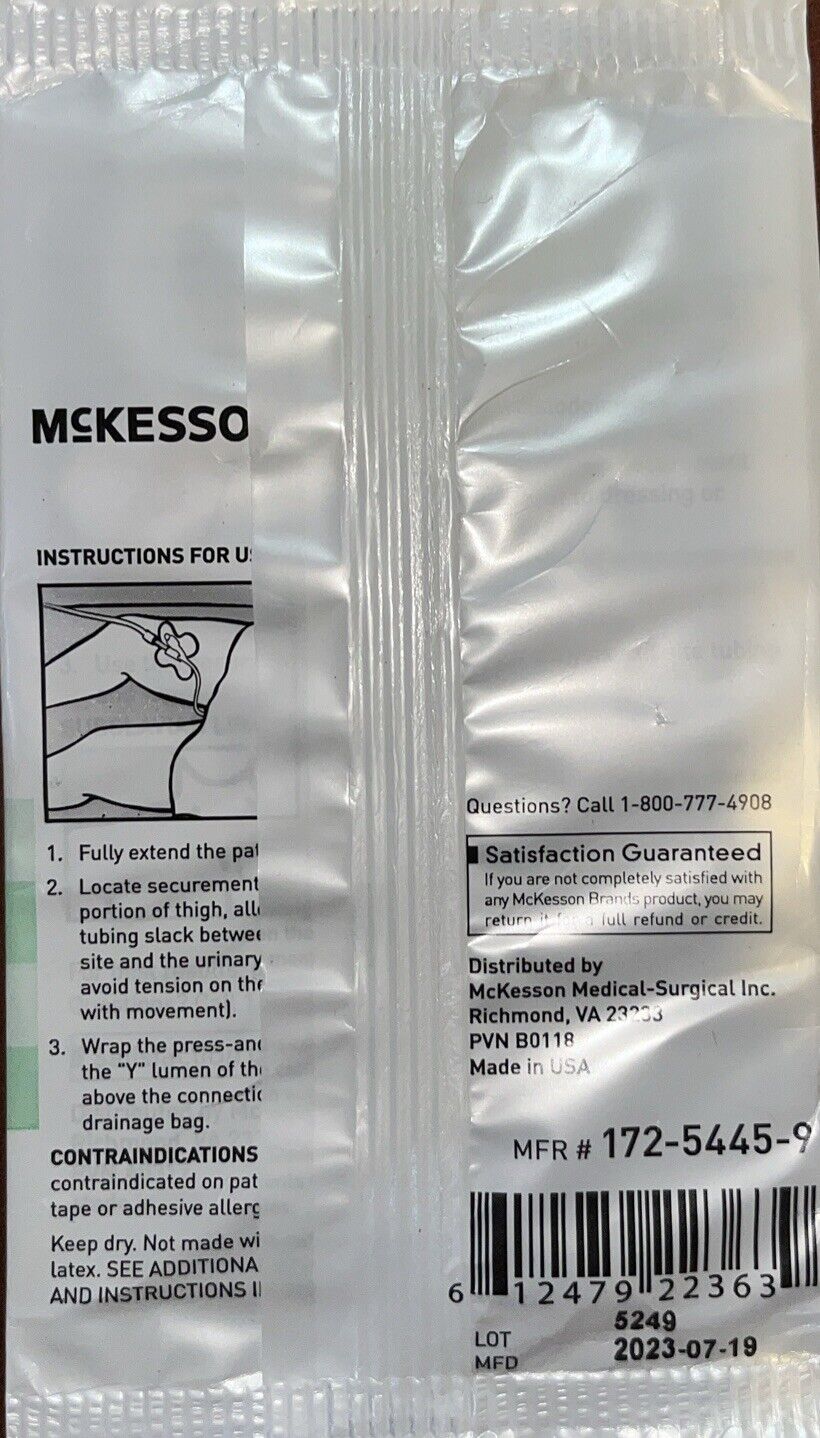 McKESSO
INSTRUCTIONS FOR U
1. Fully extend the pa
2. Locate securement
portion of thigh, all
tubing slack betwee
site and the urinary
avoid tension on the
with movement).
3. Wrap the press-an
the "Y" lumen of th
above the connectio
drainage bag.
CONTRAINDICATIONS
contraindicated on pat
tape or adhesive allerg
Keep dry. Not made wi
latex. SEE ADDITIONA
AND INSTRUCTIONS I
Questions? Call 1-800-777-4908
Satisfaction Guaranteed
If you are not completely satisfied with
any McKesson Brands product, you may
return it for a full refund or credit.
Distributed by
McKesson Medical-Surgical Inc.
Richmond, VA 23233
PVN B0118
Made in USA
MFR # 172-5445-9
6 12479 22363
LOT 5249
MFD 2023-07-19